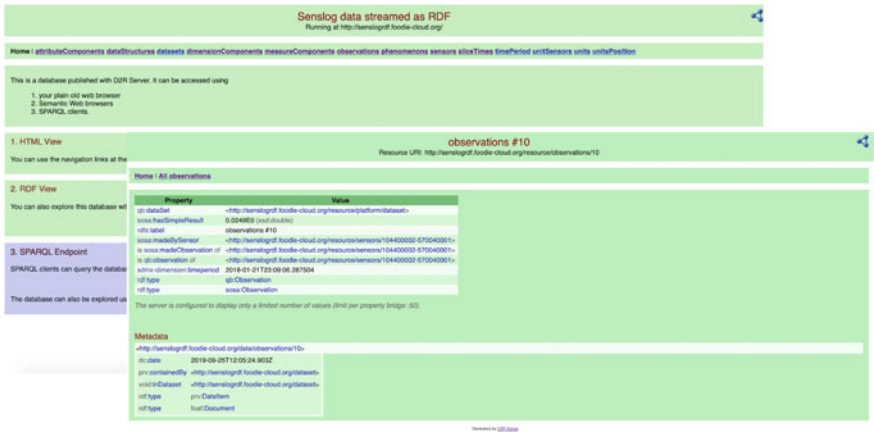 Senslog data streamed as RDF
Running at http://senslogrdf.foodie-cloud.org/
Home | attributeComponents dataStructures datasets dimensionComponents measureComponents observations phenomenons sensors sliceTimes timePeriod unitSensors units unitsPosition
This is a database published with D2R Server. It can be accessed using
1. your plain old web browser
2. Semantic Web browsers
3. SPARQL clients.
1. HTML View
You can use the navigation links at the
2. RDF View
You can also explore this database wit
3. SPARQL Endpoint
SPARQL clients can query the databa
The database can also be explored us
observations #10
Resource URI: http://senslogrdf.foodie-cloud.org/resource/observations/10
Home | All observations
Property Value
qb:dataSet <http://senslogrdf.foodie-cloud.org/resource/platform/dataset>
sosa:hasSimpleResult 0.0249E0 (xsd:double)
rdfs:label observations #10
sosa:madeBySensor <http://senslogrdf.foodie-cloud.org/resource/sensors/104400002-570040001>
is sosa:madeObservation of <http://senslogrdf.foodie-cloud.org/resource/sensors/104400002-570040001>
is qb:observation of <http://senslogrdf.foodie-cloud.org/resource/sensors/104400002-570040001>
sdmx-dimension:timeperiod 2018-01-21T23:09:06.287504
rdf:type qb:Observation
rdf:type sosa:Observation
The server is configured to display only a limited number of values (limit per property bridge: 50).
Metadata
<http://senslogrdf.foodie-cloud.org/data/observations/10>
dc:date 2019-09-25T12:05:24.903Z
prv:containedBy <http://senslogrdf.foodie-cloud.org/dataset>
void:inDataset <http://senslogrdf.foodie-cloud.org/dataset>
rdf:type prv:DataItem
rdf:type foaf:Document
Generated by D2R Server